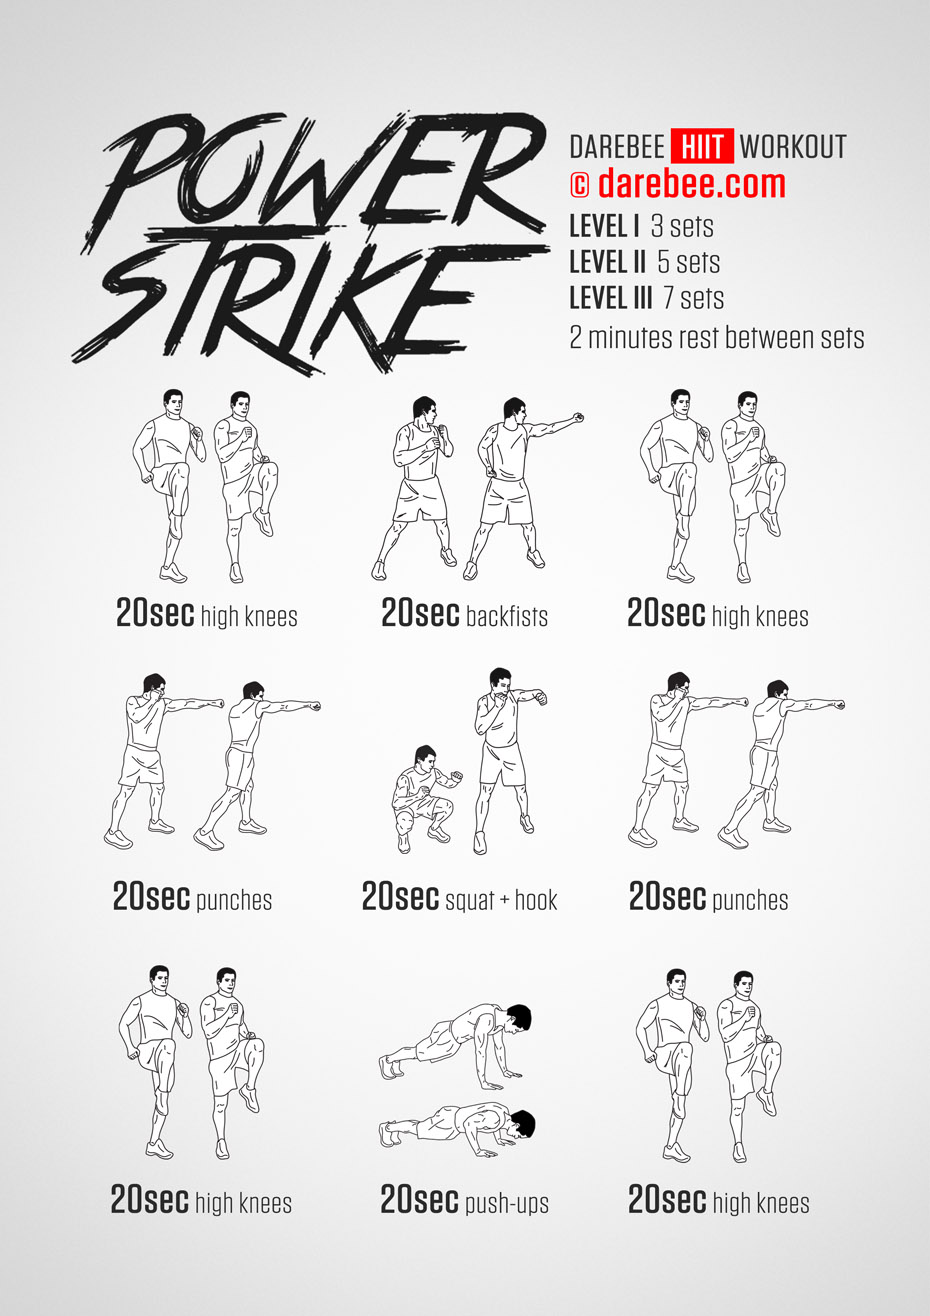 POWER
STRIKE
DAREBEE HIIT WORKOUT
© darebee.com
LEVEL I 3 sets
LEVEL II 5 sets
LEVEL III 7 sets
2 minutes rest between sets
20sec high knees
20sec backfists
20sec high knees
20sec punches
20sec squat + hook
20sec punches
20sec high knees
20sec push-ups
20sec high knees